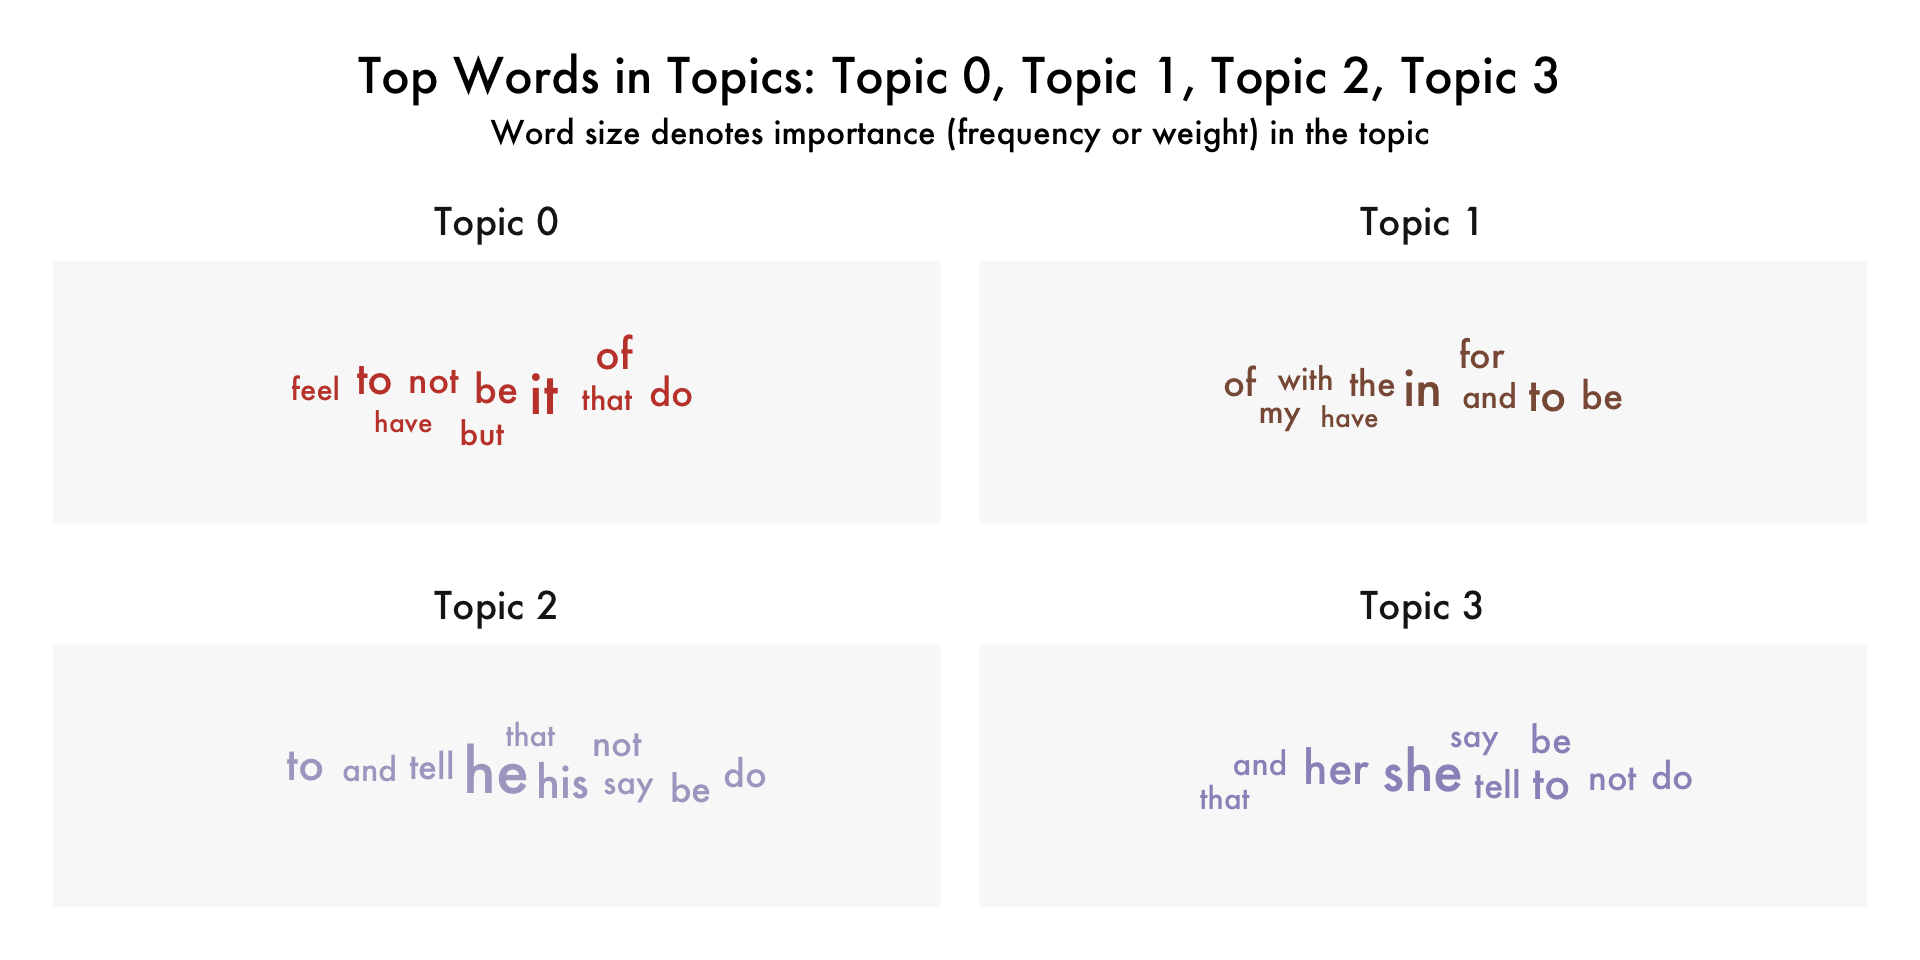 Top Words in Topics: Topic 0, Topic 1, Topic 2, Topic 3
Word size denotes importance (frequency or weight) in the topic
Topic 0
of
feel to not be it that do
have but
Topic 1
for
of with the in and to be
my have
Topic 2
that not
to and tell he his say be do
Topic 3
say be
and her she tell to not do
that